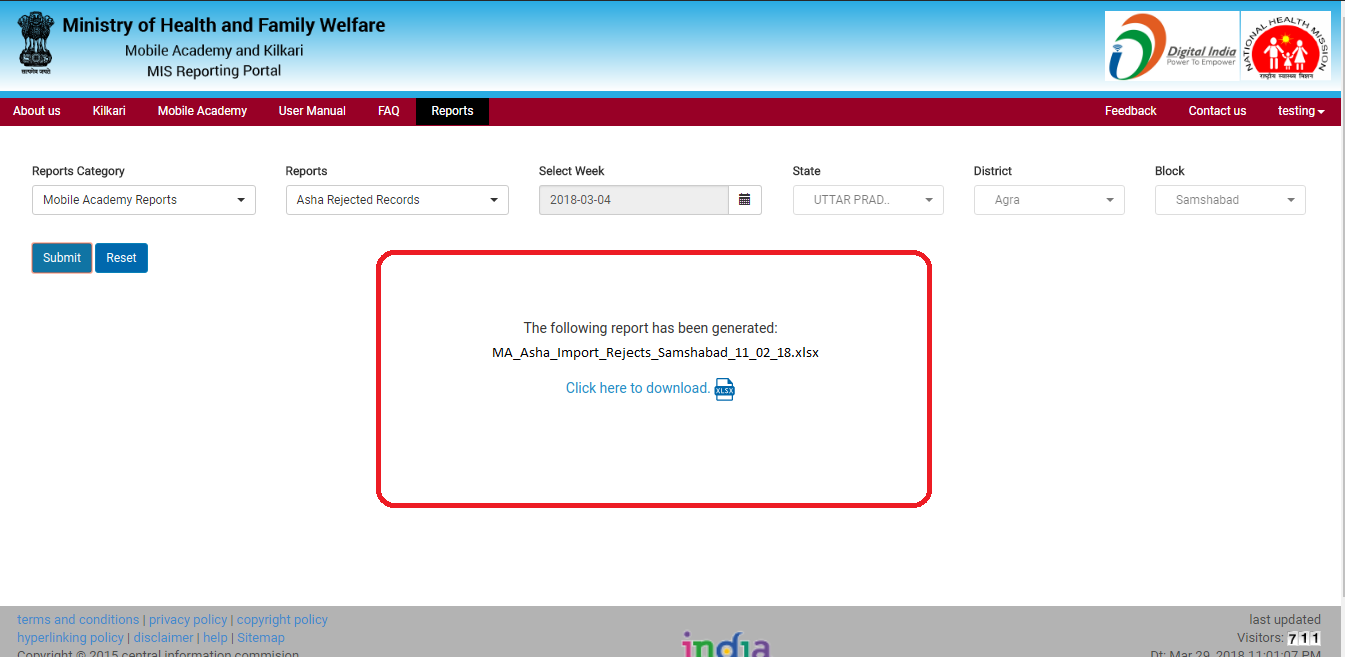 Ministry of Health and Family Welfare
Mobile Academy and Kilkari
MIS Reporting Portal
सत्यमेव जयते
Digital India
Power To Empower
NATIONAL HEALTH MISSION
राष्ट्रीय स्वास्थ्य मिशन
About us Kilkari Mobile Academy User Manual FAQ Reports Feedback Contact us testing
Reports Category Reports Select Week State District Block
Mobile Academy Reports Asha Rejected Records 2018-03-04 UTTAR PRAD.. Agra Samshabad
Submit Reset
The following report has been generated:
MA_Asha_Import_Rejects_Samshabad_11_02_18.xlsx
Click here to download. XLSX
terms and conditions | privacy policy | copyright policy
hyperlinking policy | disclaimer | help | Sitemap
Copyright © 2015 central information commision
india
last updated
Visitors: 711
Dt: Mar 29, 2018 11:01:07 PM